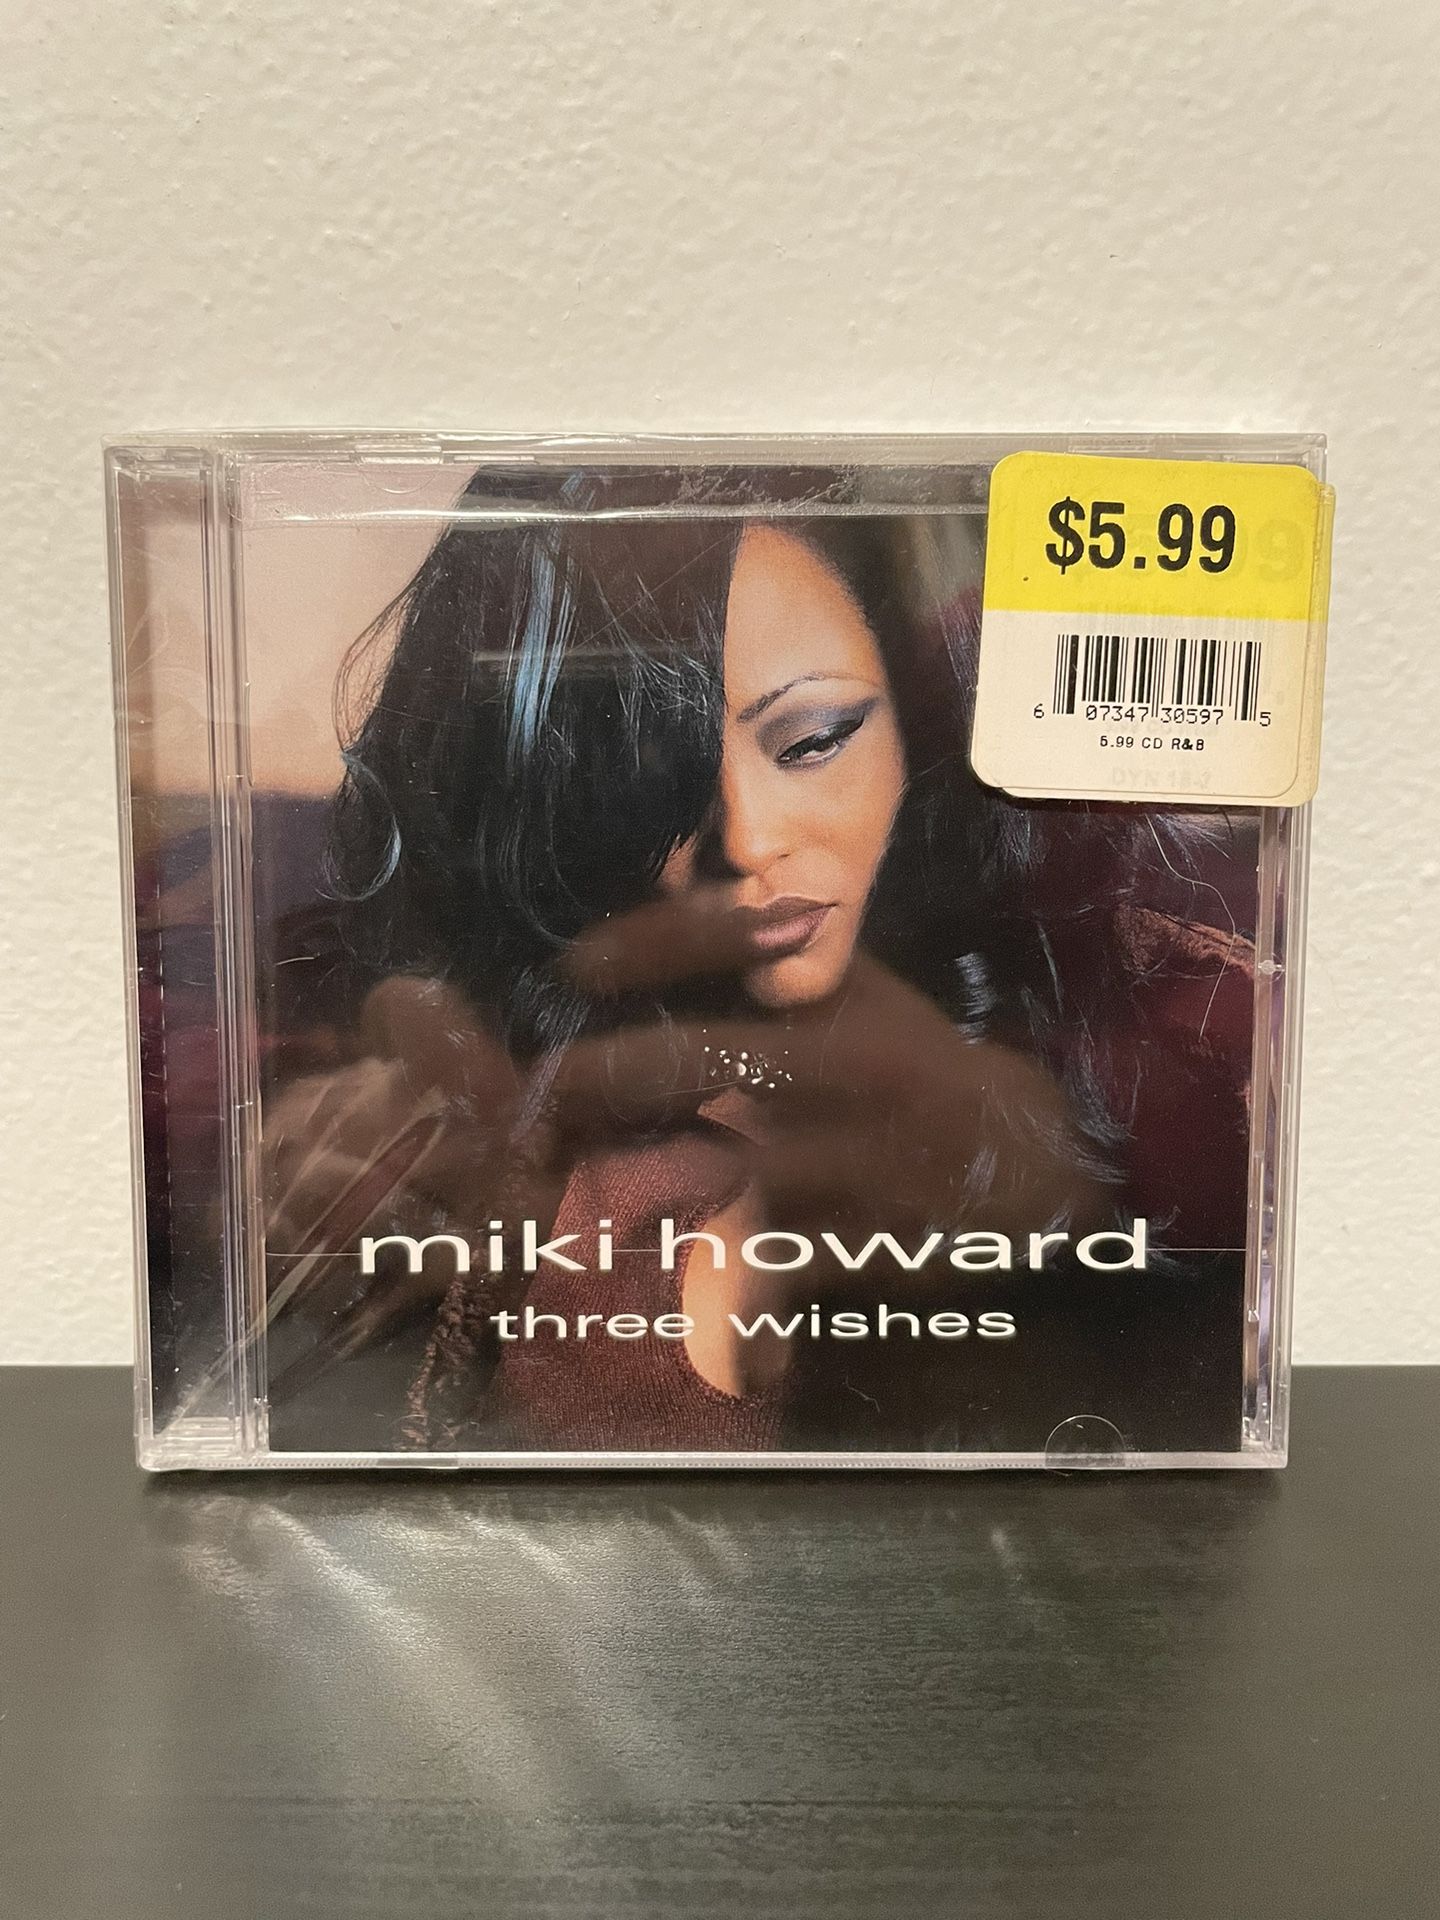 $5.99
6 07347 30597 5
5.99 CD R&B
miki howard
three wishes